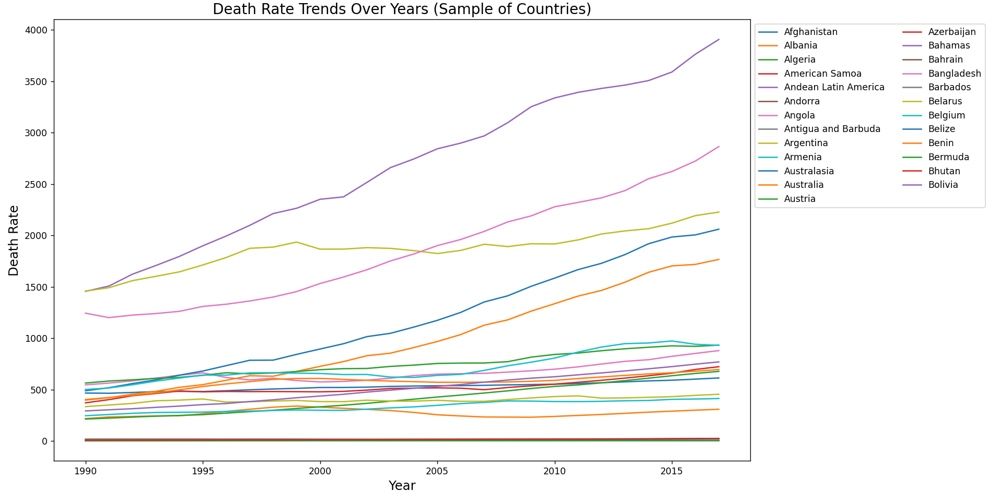 Death Rate Trends Over Years (Sample of Countries)
Death Rate
4000
3500
3000
2500
2000
1500
1000
500
0
1990
1995
2000
2005
2010
2015
Year
Afghanistan
Albania
Algeria
American Samoa
Andean Latin America
Andorra
Angola
Antigua and Barbuda
Argentina
Armenia
Australasia
Australia
Austria
Azerbaijan
Bahamas
Bahrain
Bangladesh
Barbados
Belarus
Belgium
Belize
Benin
Bermuda
Bhutan
Bolivia